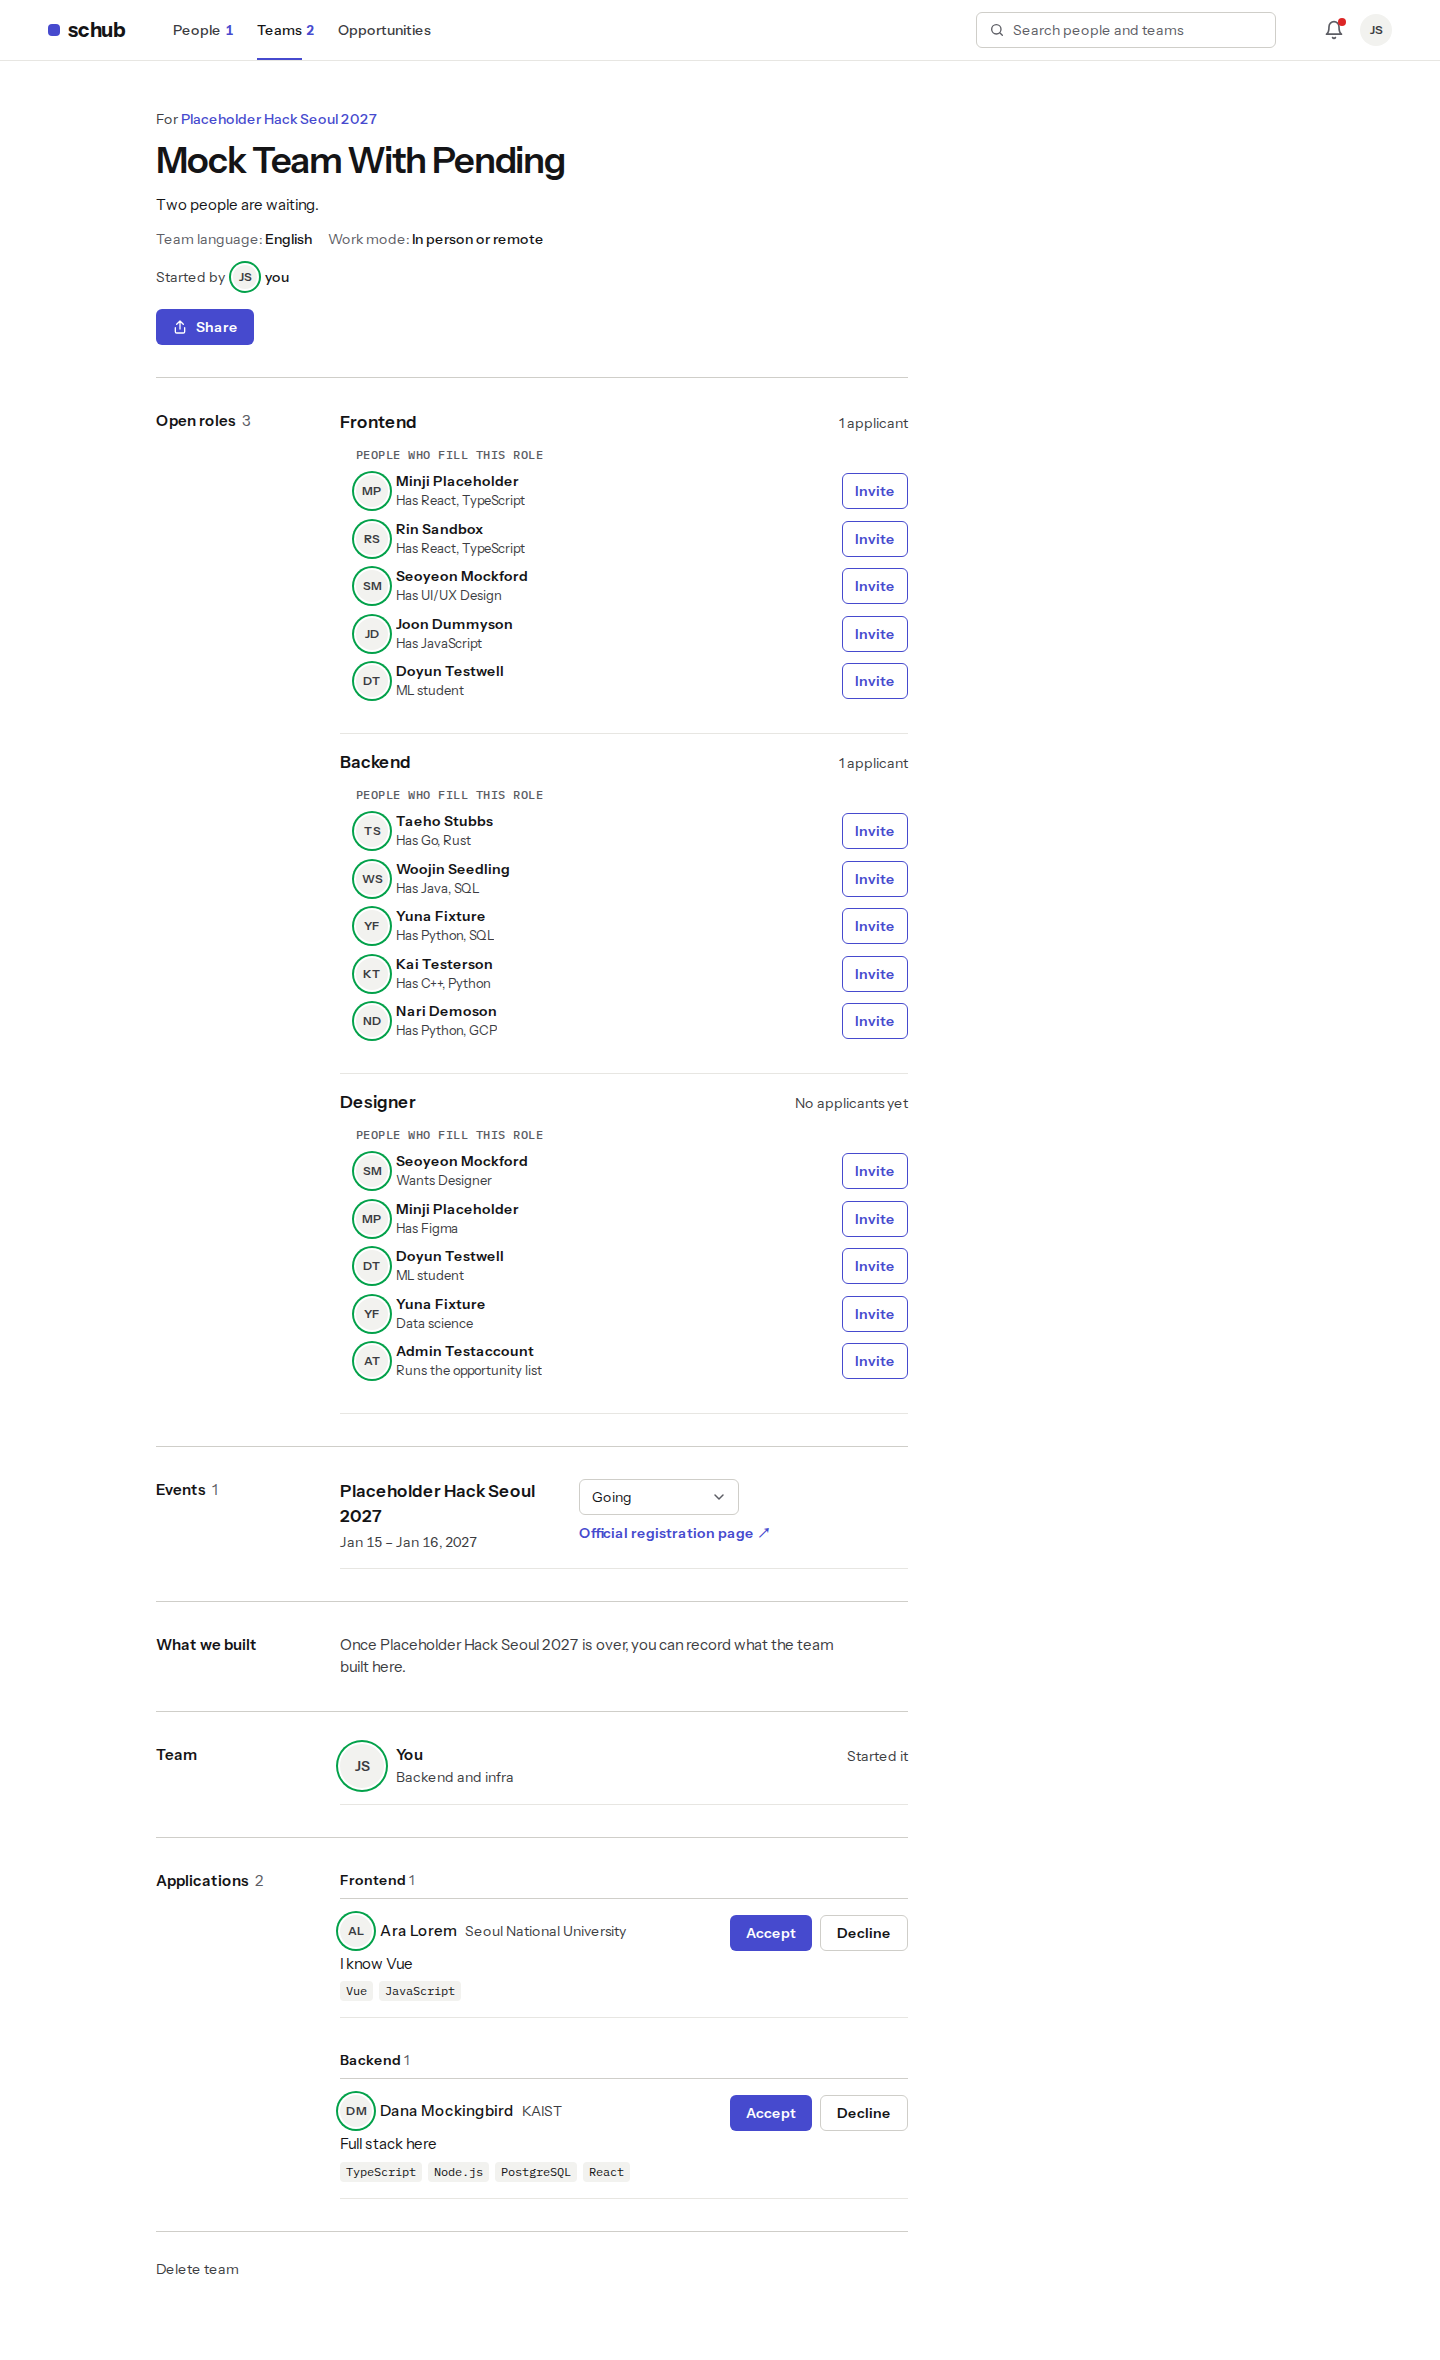 schub
People 1
Teams 2
Opportunities
Search people and teams
JS
For Placeholder Hack Seoul 2027
Mock Team With Pending
Two people are waiting.
Team language: English Work mode: In person or remote
Started by JS you
Share
Open roles 3
Frontend
1 applicant
PEOPLE WHO FILL THIS ROLE
MP
Minji Placeholder
Has React, TypeScript
Invite
RS
Rin Sandbox
Has React, TypeScript
Invite
SM
Seoyeon Mockford
Has UI/UX Design
Invite
JD
Joon Dummyson
Has JavaScript
Invite
DT
Doyun Testwell
ML student
Invite
Backend
1 applicant
PEOPLE WHO FILL THIS ROLE
TS
Taeho Stubbs
Has Go, Rust
Invite
WS
Woojin Seedling
Has Java, SQL
Invite
YF
Yuna Fixture
Has Python, SQL
Invite
KT
Kai Testerson
Has C++, Python
Invite
ND
Nari Demoson
Has Python, GCP
Invite
Designer
No applicants yet
PEOPLE WHO FILL THIS ROLE
SM
Seoyeon Mockford
Wants Designer
Invite
MP
Minji Placeholder
Has Figma
Invite
DT
Doyun Testwell
ML student
Invite
YF
Yuna Fixture
Data science
Invite
AT
Admin Testaccount
Runs the opportunity list
Invite
Events 1
Placeholder Hack Seoul
2027
Jan 15 – Jan 16, 2027
Going
Official registration page ↗
What we built
Once Placeholder Hack Seoul 2027 is over, you can record what the team
built here.
Team
JS
You
Backend and infra
Started it
Applications 2
Frontend 1
AL
Ara Lorem Seoul National University
Accept
Decline
I know Vue
Vue JavaScript
Backend 1
DM
Dana Mockingbird KAIST
Accept
Decline
Full stack here
TypeScript Node.js PostgreSQL React
Delete team